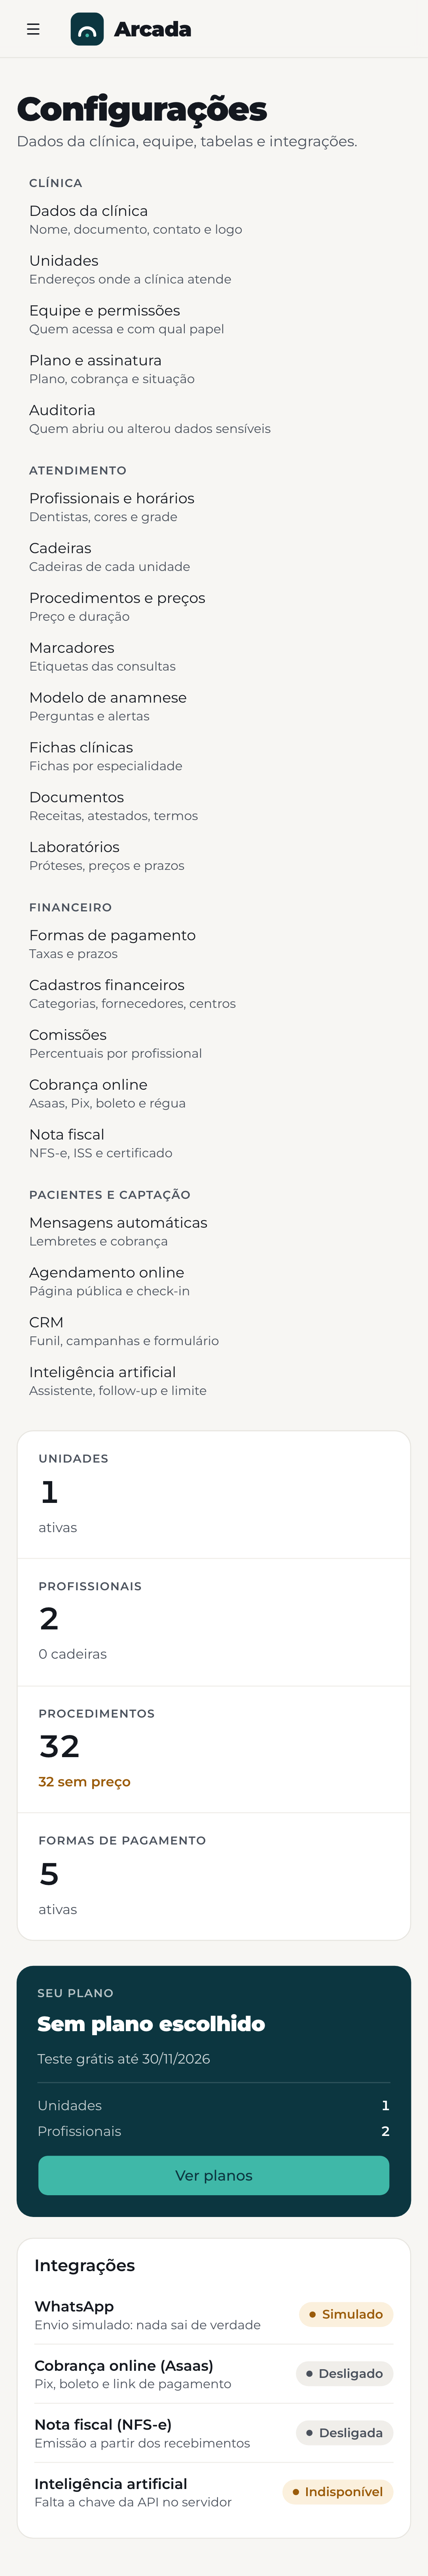 Arcada
Configurações
Dados da clínica, equipe, tabelas e integrações.
CLÍNICA
Dados da clínica
Nome, documento, contato e logo
Unidades
Endereços onde a clínica atende
Equipe e permissões
Quem acessa e com qual papel
Plano e assinatura
Plano, cobrança e situação
Auditoria
Quem abriu ou alterou dados sensíveis
ATENDIMENTO
Profissionais e horários
Dentistas, cores e grade
Cadeiras
Cadeiras de cada unidade
Procedimentos e preços
Preço e duração
Marcadores
Etiquetas das consultas
Modelo de anamnese
Perguntas e alertas
Fichas clínicas
Fichas por especialidade
Documentos
Receitas, atestados, termos
Laboratórios
Próteses, preços e prazos
FINANCEIRO
Formas de pagamento
Taxas e prazos
Cadastros financeiros
Categorias, fornecedores, centros
Comissões
Percentuais por profissional
Cobrança online
Asaas, Pix, boleto e régua
Nota fiscal
NFS-e, ISS e certificado
PACIENTES E CAPTAÇÃO
Mensagens automáticas
Lembretes e cobrança
Agendamento online
Página pública e check-in
CRM
Funil, campanhas e formulário
Inteligência artificial
Assistente, follow-up e limite
UNIDADES
1
ativas
PROFISSIONAIS
2
0 cadeiras
PROCEDIMENTOS
32
32 sem preço
FORMAS DE PAGAMENTO
5
ativas
SEU PLANO
Sem plano escolhido
Teste grátis até 30/11/2026
Unidades 1
Profissionais 2
Ver planos
Integrações
WhatsApp
Envio simulado: nada sai de verdade
Simulado
Cobrança online (Asaas)
Pix, boleto e link de pagamento
Desligado
Nota fiscal (NFS-e)
Emissão a partir dos recebimentos
Desligada
Inteligência artificial
Falta a chave da API no servidor
Indisponível